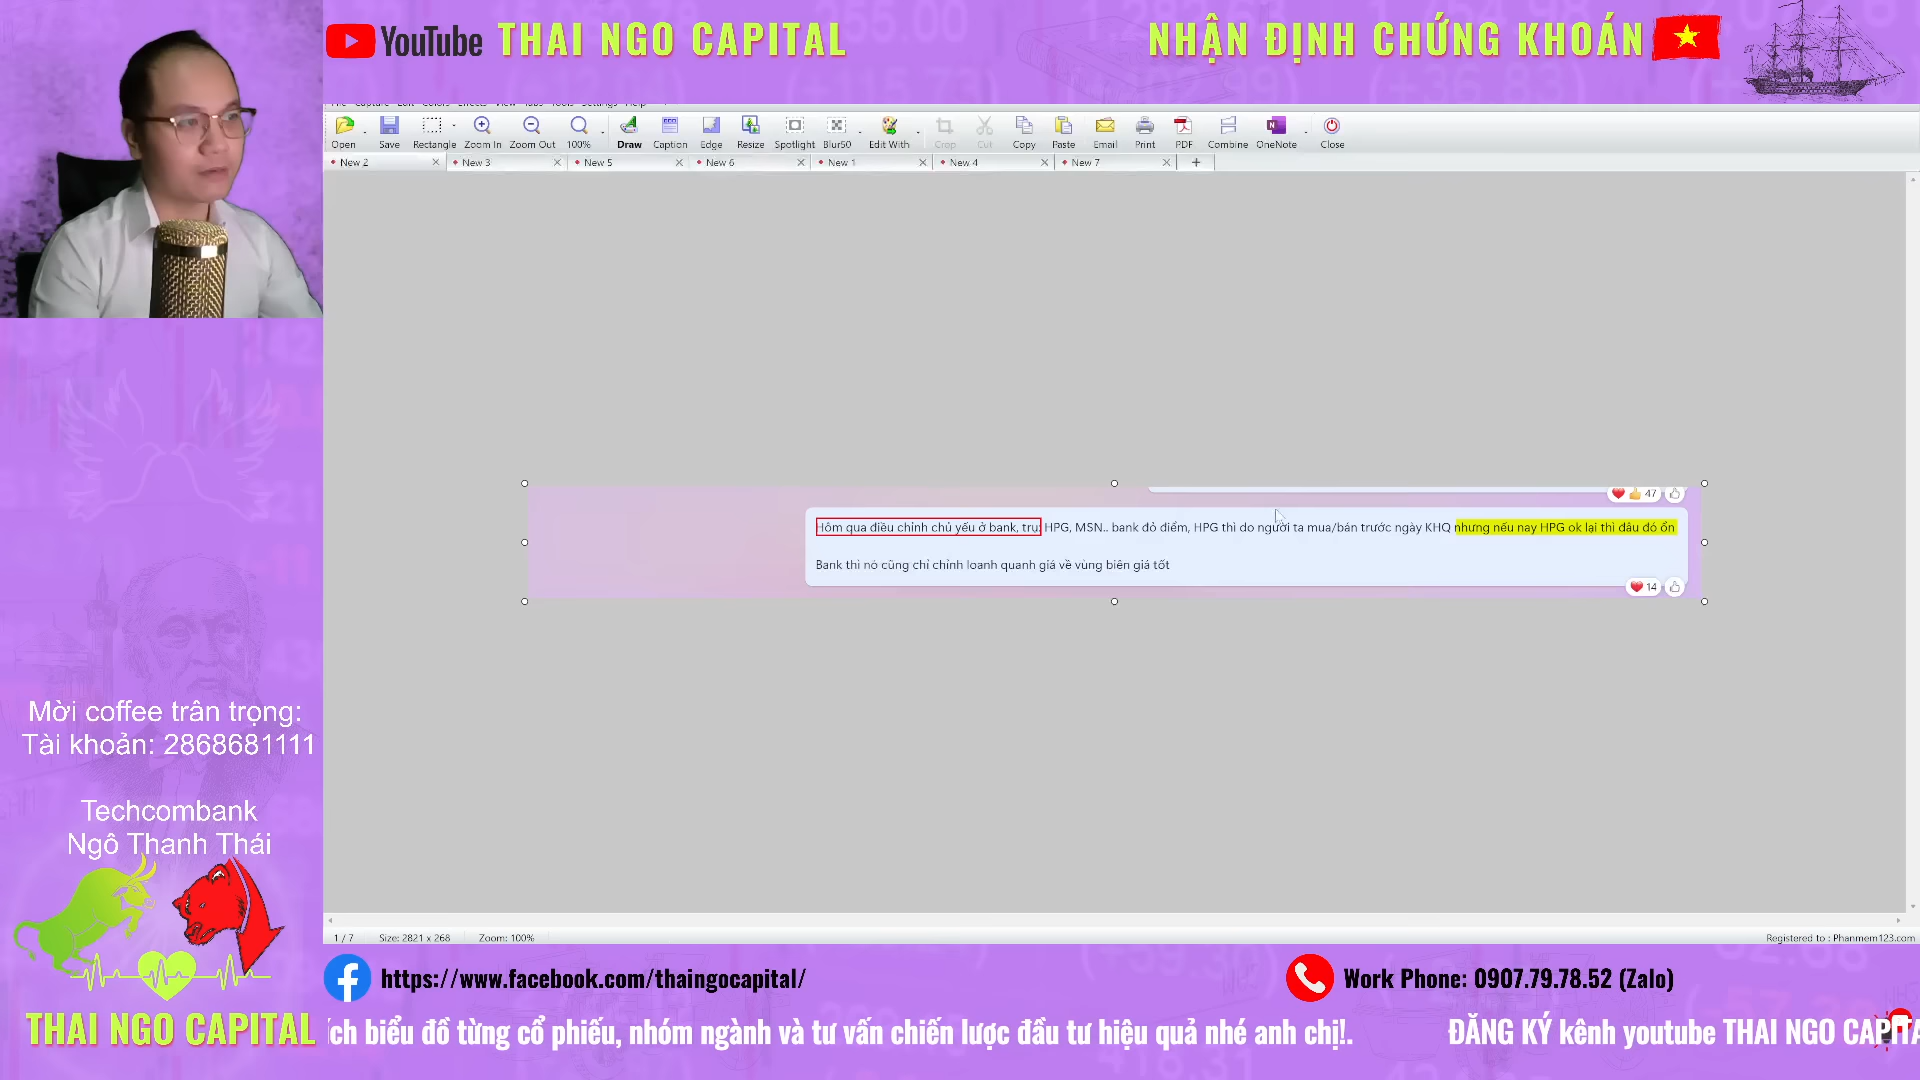 YouTube THAI NGO CAPITAL
NHẬN ĐỊNH CHỨNG KHOÁN
Open Save Rectangle Zoom In Zoom Out 100% Draw Caption Edge Resize Spotlight Blur50 Edit With Crop Cut Copy Paste Email Print PDF Combine OneNote Close
New 2 New 3 New 5 New 6 New 1 New 4 New 7
47
Hôm qua điều chỉnh chủ yếu ở bank, trụ: HPG, MSN.. bank đỏ điểm, HPG thì do người ta mua/bán trước ngày KHQ nhưng nếu nay HPG ok lại thì đâu đó ổn
Bank thì nó cũng chỉ chỉnh loanh quanh giá về vùng biên giá tốt
14
Mời coffee trân trọng:
Tài khoản: 2868681111
Techcombank
Ngô Thanh Thái
THAI NGO CAPITAL
1 / 7 Size: 2821 x 268 Zoom: 100%
Registered to : Phanmem123.com
https://www.facebook.com/thaingocapital/
Work Phone: 0907.79.78.52 (Zalo)
ích biểu đồ từng cổ phiếu, nhóm ngành và tư vấn chiến lược đầu tư hiệu quả nhé anh chị!. ĐĂNG KÝ kênh youtube THAI NGO CAPITA